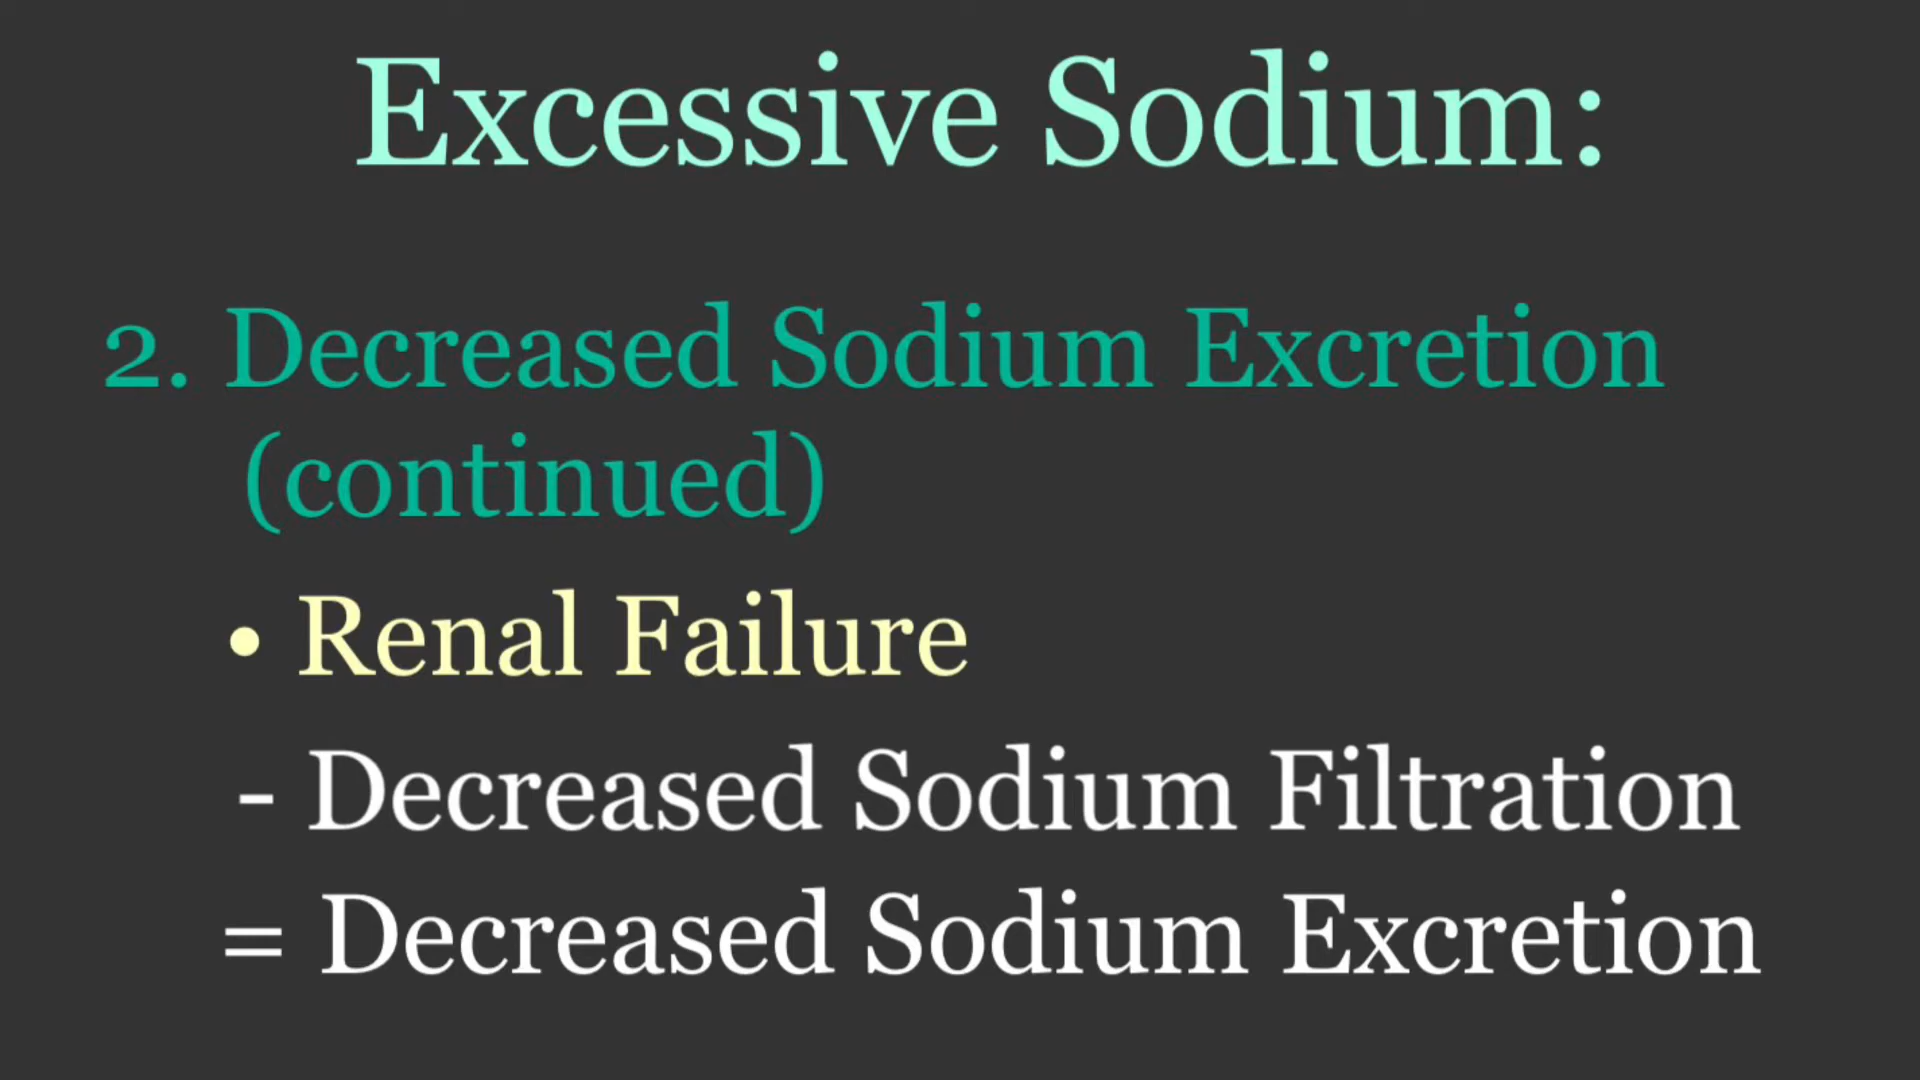 Excessive Sodium:
2. Decreased Sodium Excretion
(continued)
• Renal Failure
- Decreased Sodium Filtration
= Decreased Sodium Excretion